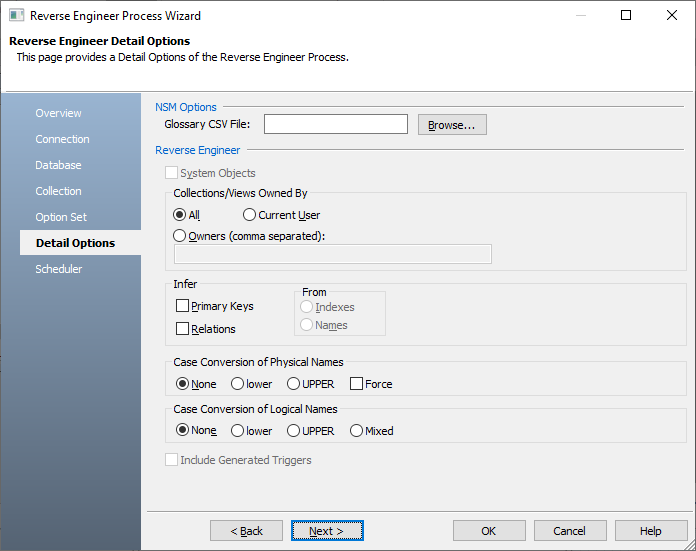 Reverse Engineer Process Wizard
Reverse Engineer Detail Options
This page provides a Detail Options of the Reverse Engineer Process.
Overview
Connection
Database
Collection
Option Set
Detail Options
Scheduler
NSM Options
Glossary CSV File:
Browse...
Reverse Engineer
System Objects
Collections/Views Owned By
All Current User
Owners (comma separated):
Infer
From
Primary Keys Indexes
Relations Names
Case Conversion of Physical Names
None lower UPPER Force
Case Conversion of Logical Names
None lower UPPER Mixed
Include Generated Triggers
< Back Next > OK Cancel Help